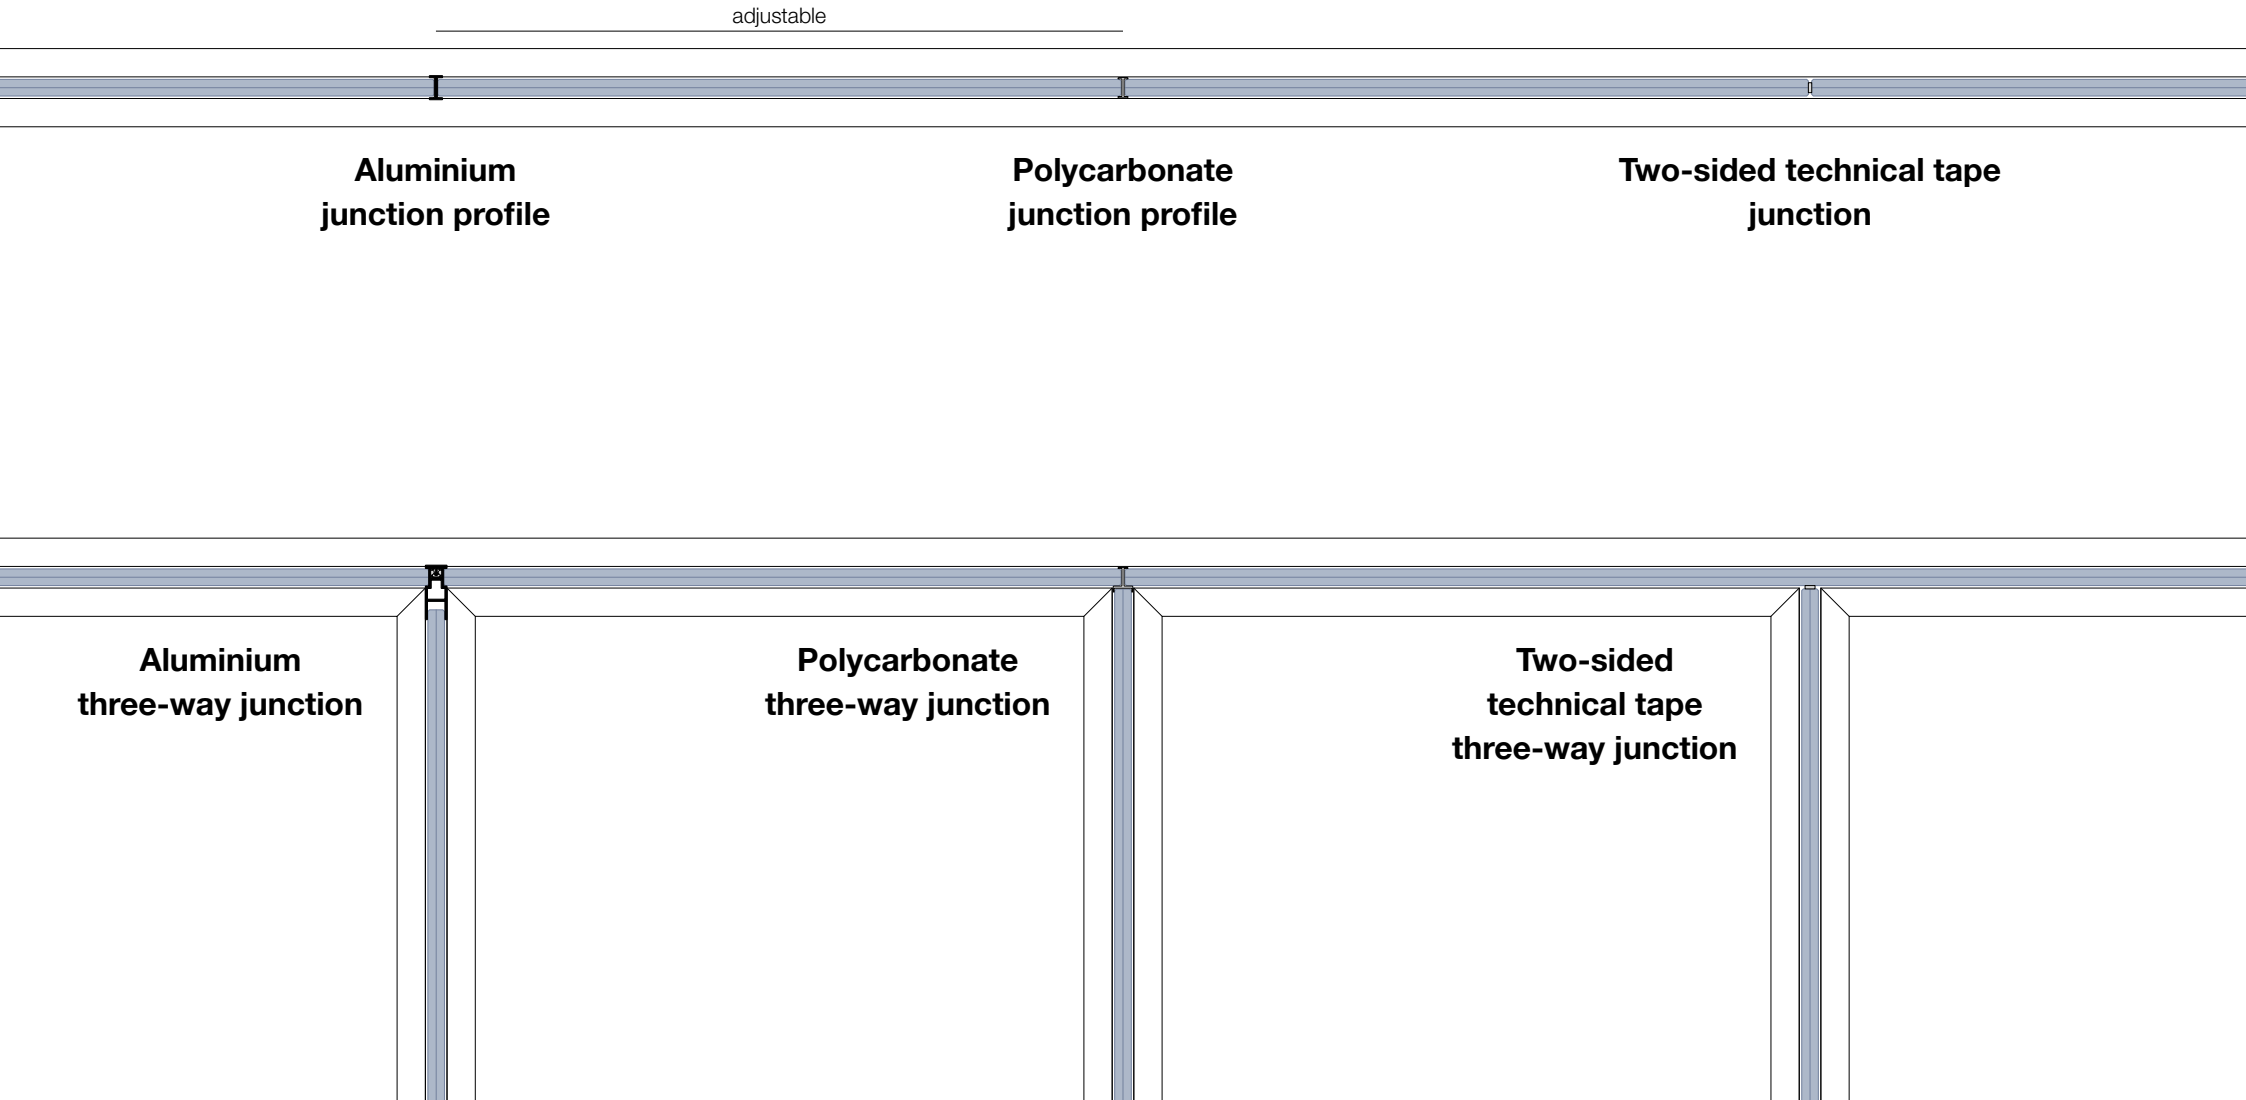 adjustable
Aluminium
junction profile
Polycarbonate
junction profile
Two-sided technical tape
junction
Aluminium
three-way junction
Polycarbonate
three-way junction
Two-sided
technical tape
three-way junction